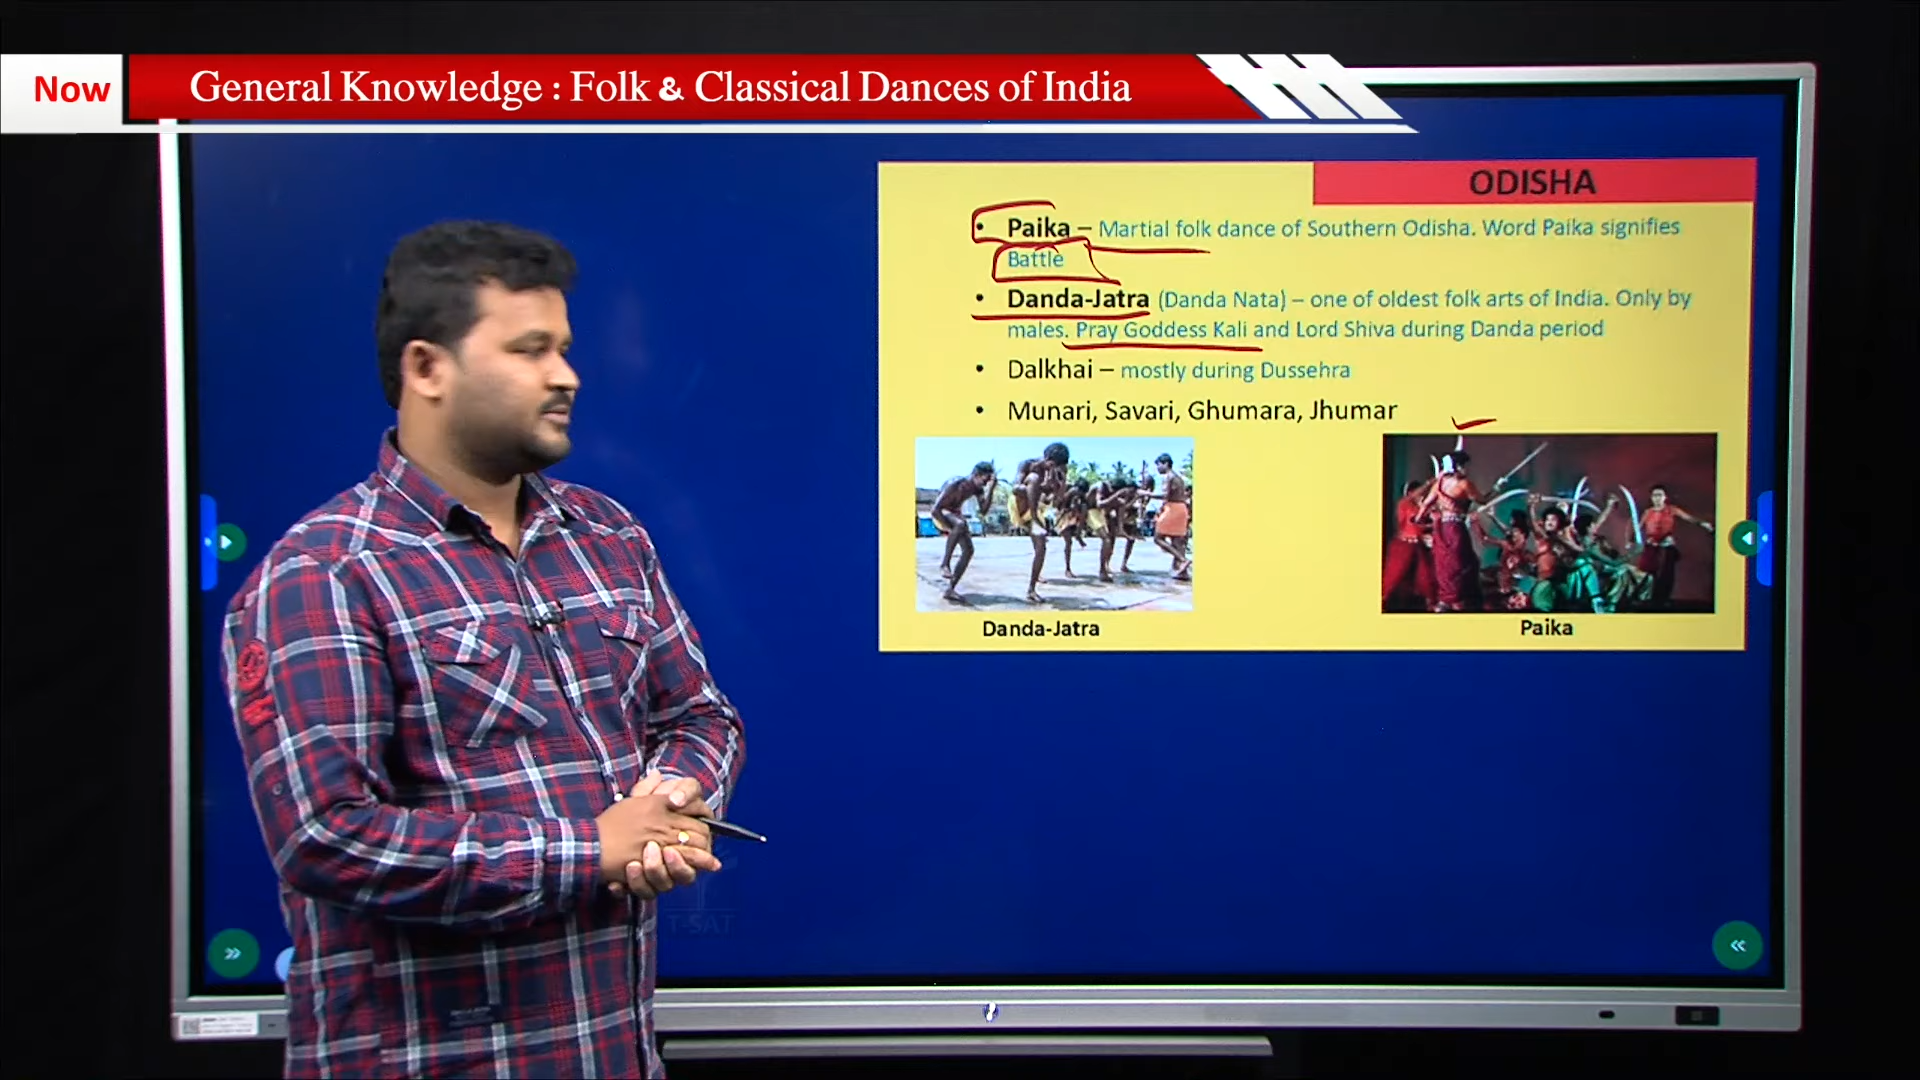 Now
General Knowledge : Folk & Classical Dances of India
ODISHA
• Paika – Martial folk dance of Southern Odisha. Word Paika signifies
Battle
• Danda-Jatra (Danda Nata) – one of oldest folk arts of India. Only by
males. Pray Goddess Kali and Lord Shiva during Danda period
• Dalkhai – mostly during Dussehra
• Munari, Savari, Ghumara, Jhumar
Danda-Jatra
Paika
T-SAT